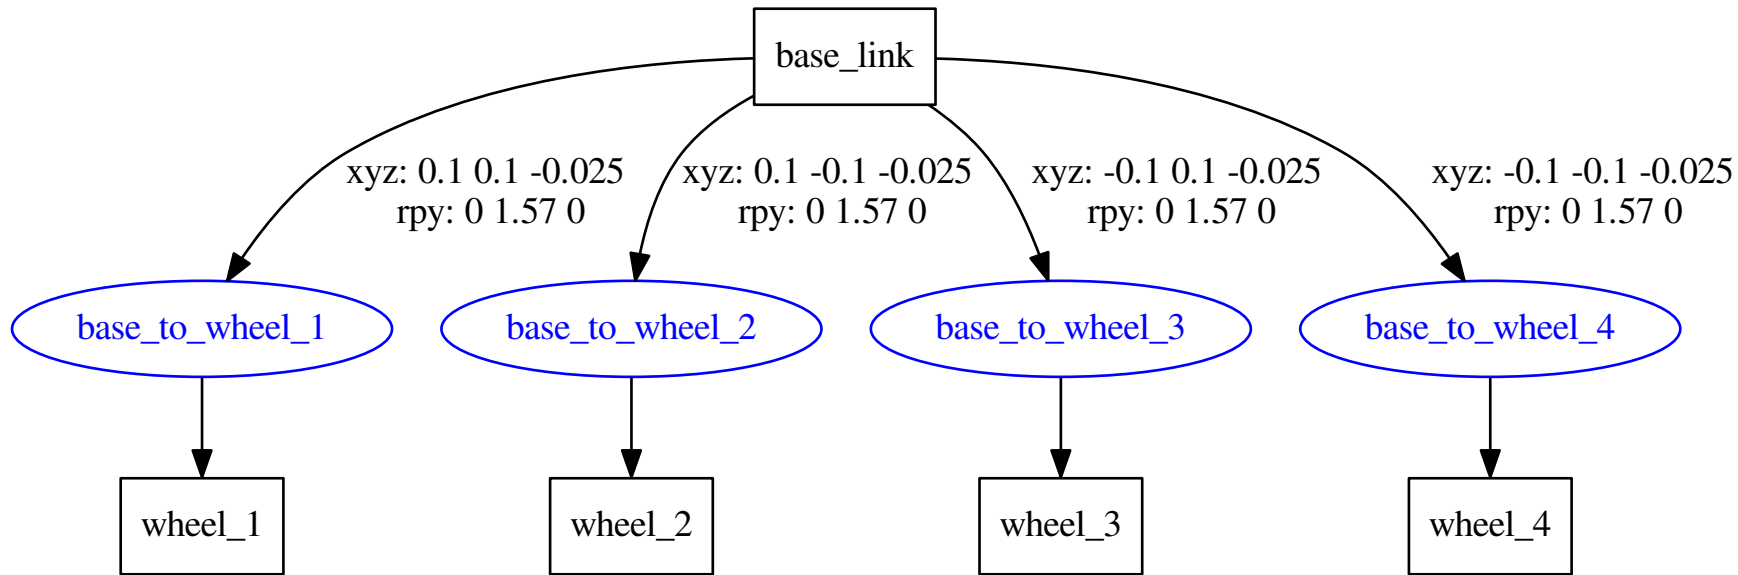 base_link
xyz: 0.1 0.1 -0.025
rpy: 0 1.57 0
xyz: 0.1 -0.1 -0.025
rpy: 0 1.57 0
xyz: -0.1 0.1 -0.025
rpy: 0 1.57 0
xyz: -0.1 -0.1 -0.025
rpy: 0 1.57 0
base_to_wheel_1
base_to_wheel_2
base_to_wheel_3
base_to_wheel_4
wheel_1
wheel_2
wheel_3
wheel_4